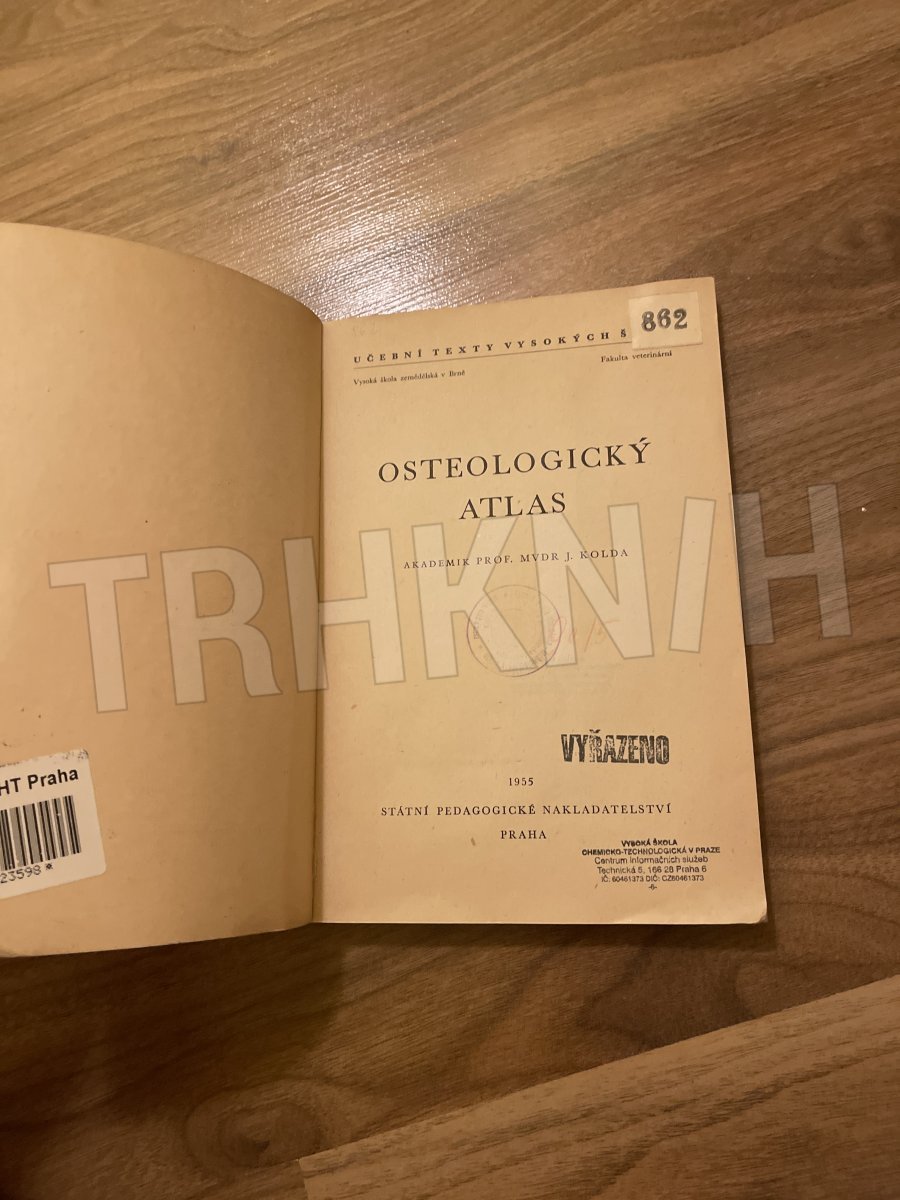 862
UČEBNÍ TEXTY VYSOKÝCH
Vysoká škola zemědělská v Brně
Fakulta veterinární
OSTEOLOGICKÝ
ATLAS
AKADEMIK PROF. MVDR J. KOLDA
TRHKNIH
VYŘAZENO
1955
STÁTNÍ PEDAGOGICKÉ NAKLADATELSTVÍ
PRAHA
VYSOKÁ ŠKOLA
CHEMICKO-TECHNOLOGICKÁ V PRAZE
Centrum informačních služeb
Technická 5, 166 28 Praha 6
IČ: 60461373 DIČ: CZ60461373
-6-
HT Praha
23598 *